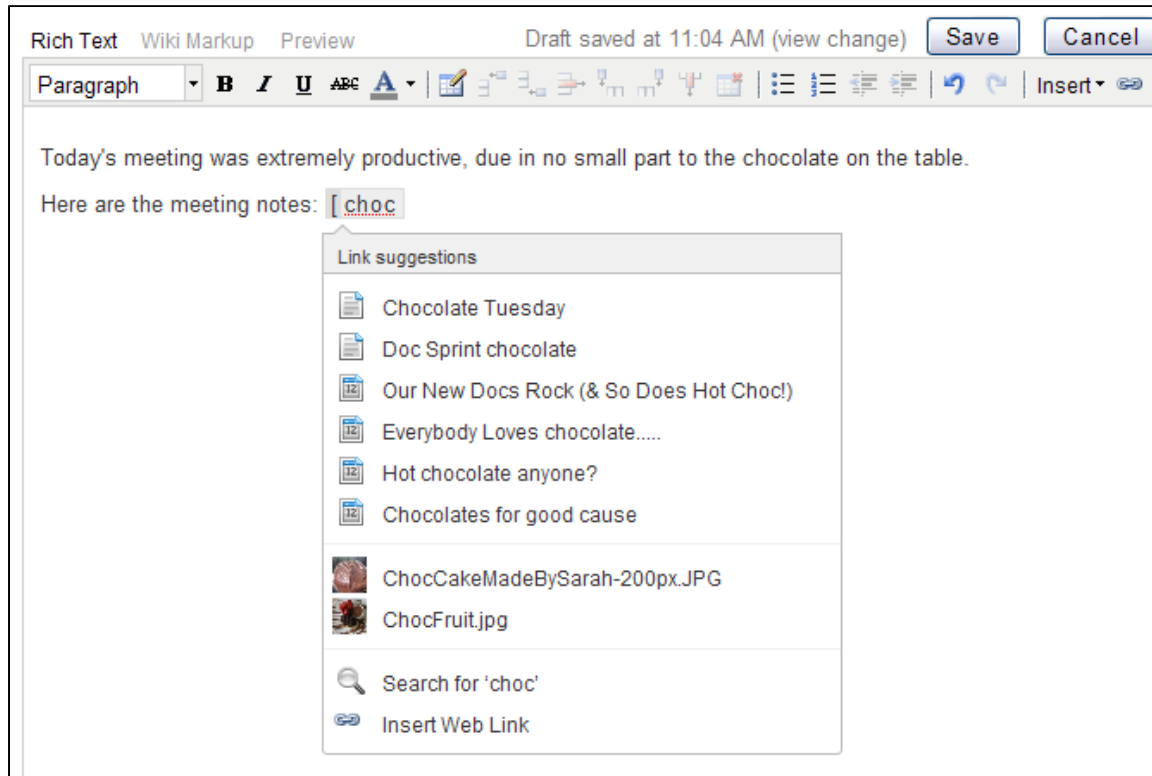 Rich Text Wiki Markup Preview Draft saved at 11:04 AM (view change) Save Cancel
Paragraph B I U ABC A Insert
Today's meeting was extremely productive, due in no small part to the chocolate on the table.
Here are the meeting notes: [ choc
Link suggestions
Chocolate Tuesday
Doc Sprint chocolate
Our New Docs Rock (& So Does Hot Choc!)
Everybody Loves chocolate.....
Hot chocolate anyone?
Chocolates for good cause
ChocCakeMadeBySarah-200px.JPG
ChocFruit.jpg
Search for ‘choc’
Insert Web Link